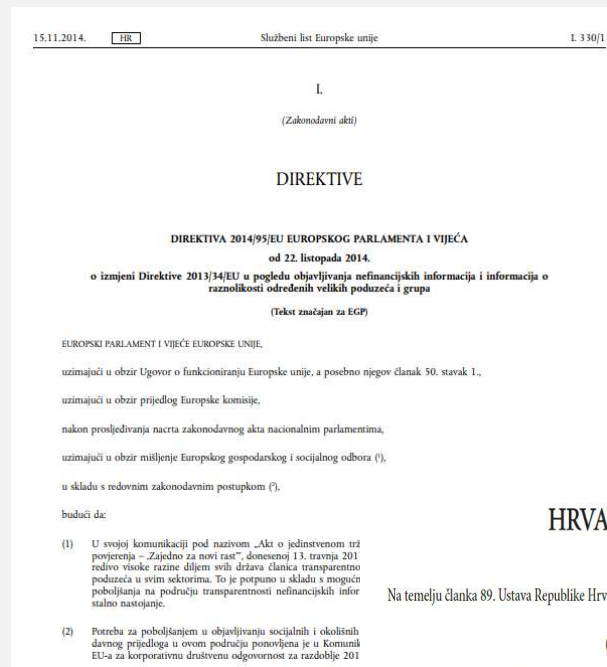 15.11.2014.
HR
Službeni list Europske unije
L 330/1
I.
(Zakonodavni akti)
DIREKTIVE
DIREKTIVA 2014/95/EU EUROPSKOG PARLAMENTA I VIJEĆA
od 22. listopada 2014.
o izmjeni Direktive 2013/34/EU u pogledu objavljivanja nefinancijskih informacija i informacija o
raznolikosti određenih velikih poduzeća i grupa
(Tekst značajan za EGP)
EUROPSKI PARLAMENT I VIJEĆE EUROPSKE UNIJE,
uzimajući u obzir Ugovor o funkcioniranju Europske unije, a posebno njegov članak 50. stavak 1.,
uzimajući u obzir prijedlog Europske komisije,
nakon prosljeđivanja nacrta zakonodavnog akta nacionalnim parlamentima,
uzimajući u obzir mišljenje Europskog gospodarskog i socijalnog odbora (¹),
u skladu s redovnim zakonodavnim postupkom (²),
budući da:
(1) U svojoj komunikaciji pod nazivom „Akt o jedinstvenom trž
povjerenja – „Zajedno za novi rast”, donesenoj 13. travnja 201
redivo visoke razine diljem svih država članica transparentno
poduzeća u svim sektorima. To je potpuno u skladu s mogućn
poboljšanja na području transparentnosti nefinancijskih infor
stalno nastojanje.
(2) Potreba za poboljšanjem u objavljivanju socijalnih i okolišnih
davnog prijedloga u ovom području ponovljena je u Komunik
EU-a za korporativnu društvenu odgovornost za razdoblje 201
HRVA
Na temelju članka 89. Ustava Republike Hrv